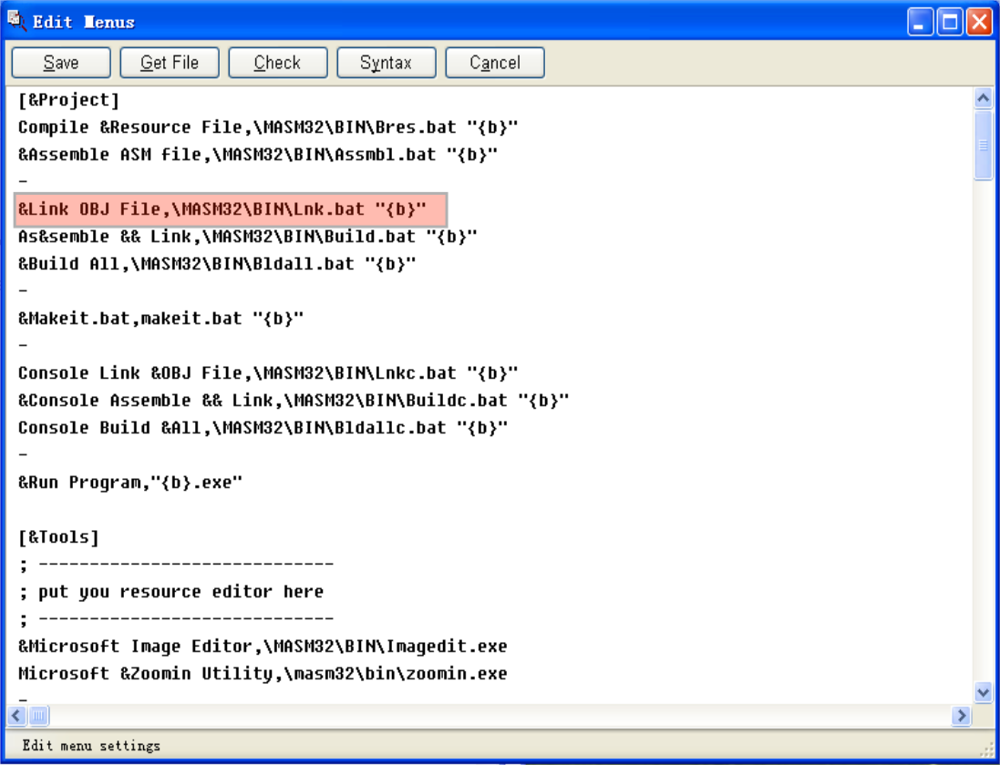 Edit Menus
Save Get File Check Syntax Cancel
[&Project]
Compile &Resource File,\MASM32\BIN\Bres.bat "{b}"
&Assemble ASM file,\MASM32\BIN\Assmbl.bat "{b}"
-
&Link OBJ File,\MASM32\BIN\Lnk.bat "{b}"
As&semble && Link,\MASM32\BIN\Build.bat "{b}"
&Build All,\MASM32\BIN\Bldall.bat "{b}"
-
&Makeit.bat,makeit.bat "{b}"
-
Console Link &OBJ File,\MASM32\BIN\Lnkc.bat "{b}"
&Console Assemble && Link,\MASM32\BIN\Buildc.bat "{b}"
Console Build &All,\MASM32\BIN\Bldallc.bat "{b}"
-
&Run Program,"{b}.exe"
[&Tools]
; -----------------------------
; put you resource editor here
; -----------------------------
&Microsoft Image Editor,\MASM32\BIN\Imagedit.exe
Microsoft &Zoomin Utility,\masm32\bin\zoomin.exe
-
Edit menu settings